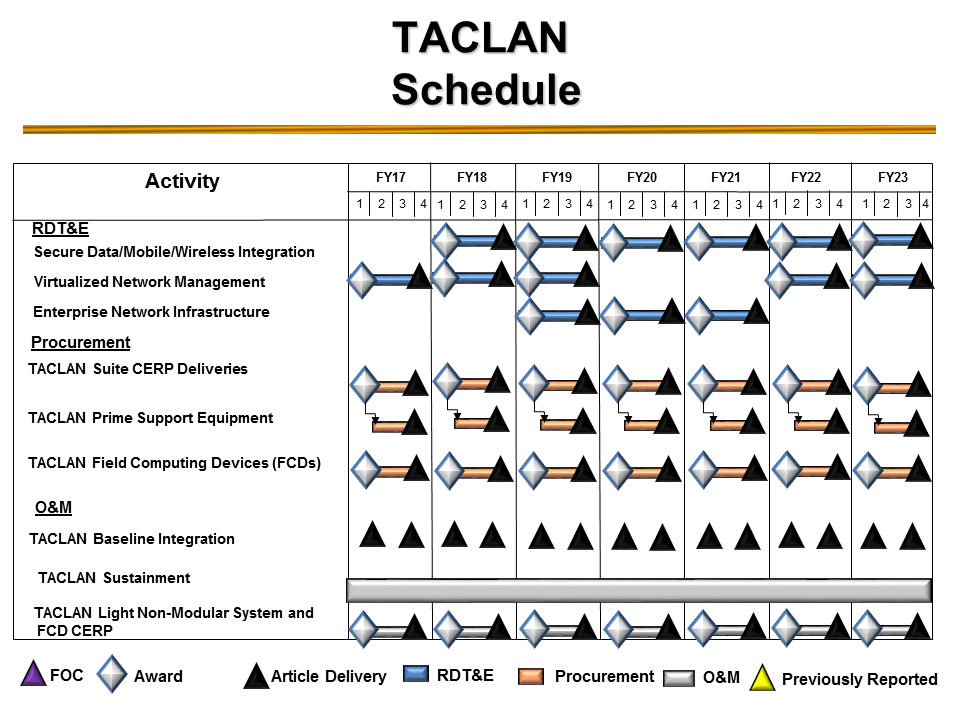 TACLAN
Schedule
Activity FY17 FY18 FY19 FY20 FY21 FY22 FY23
1 2 3 4 1 2 3 4 1 2 3 4 1 2 3 4 1 2 3 4 1 2 3 4 1 2 3 4
RDT&E
Secure Data/Mobile/Wireless Integration
Virtualized Network Management
Enterprise Network Infrastructure
Procurement
TACLAN Suite CERP Deliveries
TACLAN Prime Support Equipment
TACLAN Field Computing Devices (FCDs)
O&M
TACLAN Baseline Integration
TACLAN Sustainment
TACLAN Light Non-Modular System and
FCD CERP
FOC Award Article Delivery RDT&E Procurement O&M Previously Reported